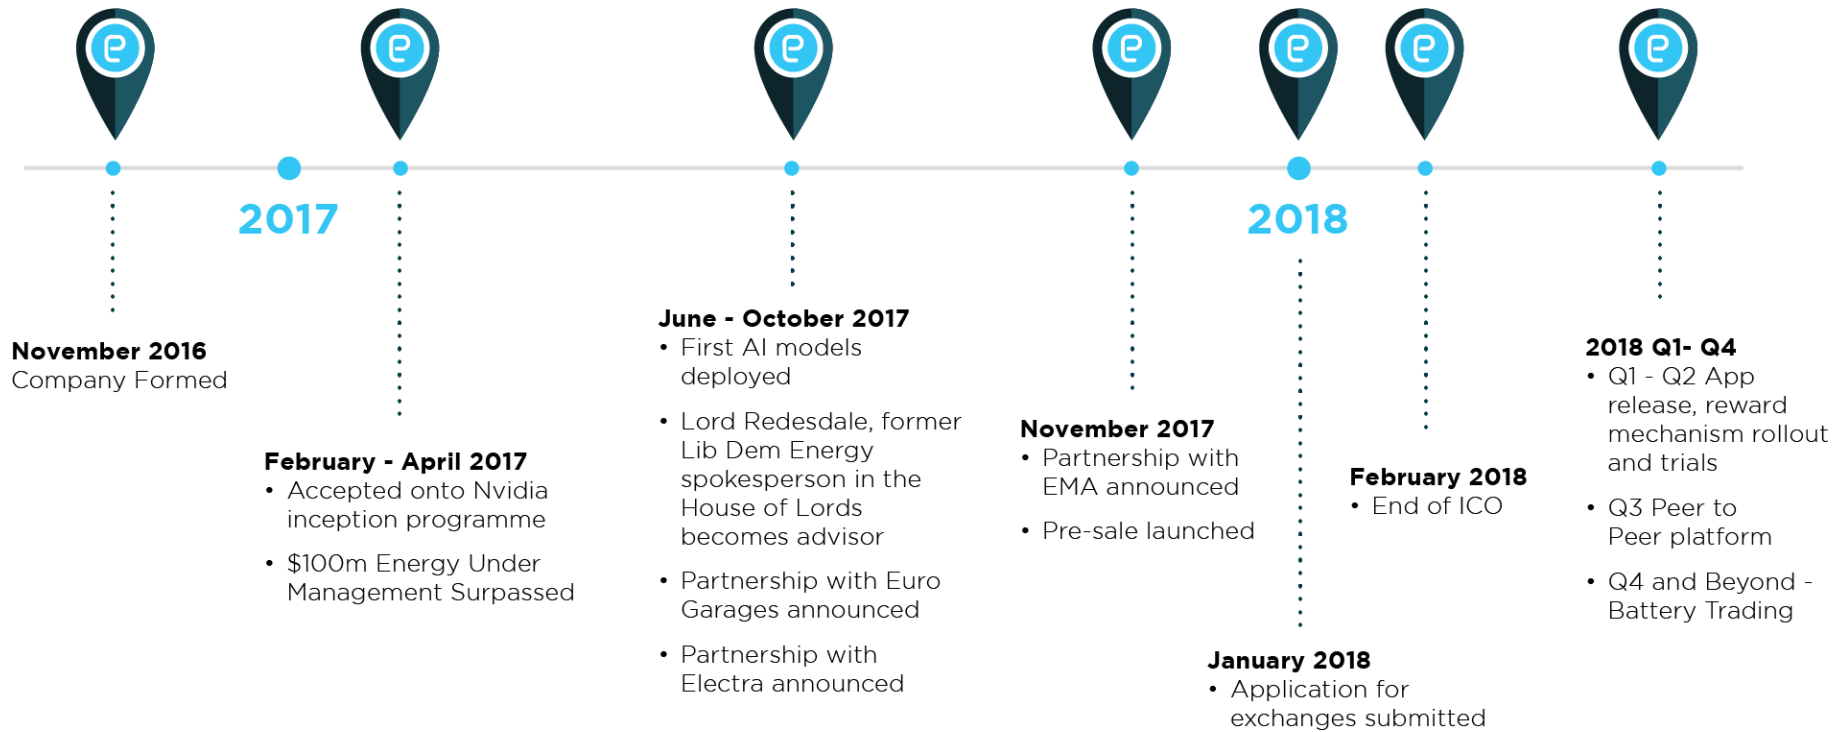 2017
2018
November 2016
Company Formed
February - April 2017
• Accepted onto Nvidia
inception programme
• $100m Energy Under
Management Surpassed
June - October 2017
• First AI models
deployed
• Lord Redesdale, former
Lib Dem Energy
spokesperson in the
House of Lords
becomes advisor
• Partnership with Euro
Garages announced
• Partnership with
Electra announced
November 2017
• Partnership with
EMA announced
• Pre-sale launched
January 2018
• Application for
exchanges submitted
February 2018
• End of ICO
2018 Q1- Q4
• Q1 - Q2 App
release, reward
mechanism rollout
and trials
• Q3 Peer to
Peer platform
• Q4 and Beyond -
Battery Trading